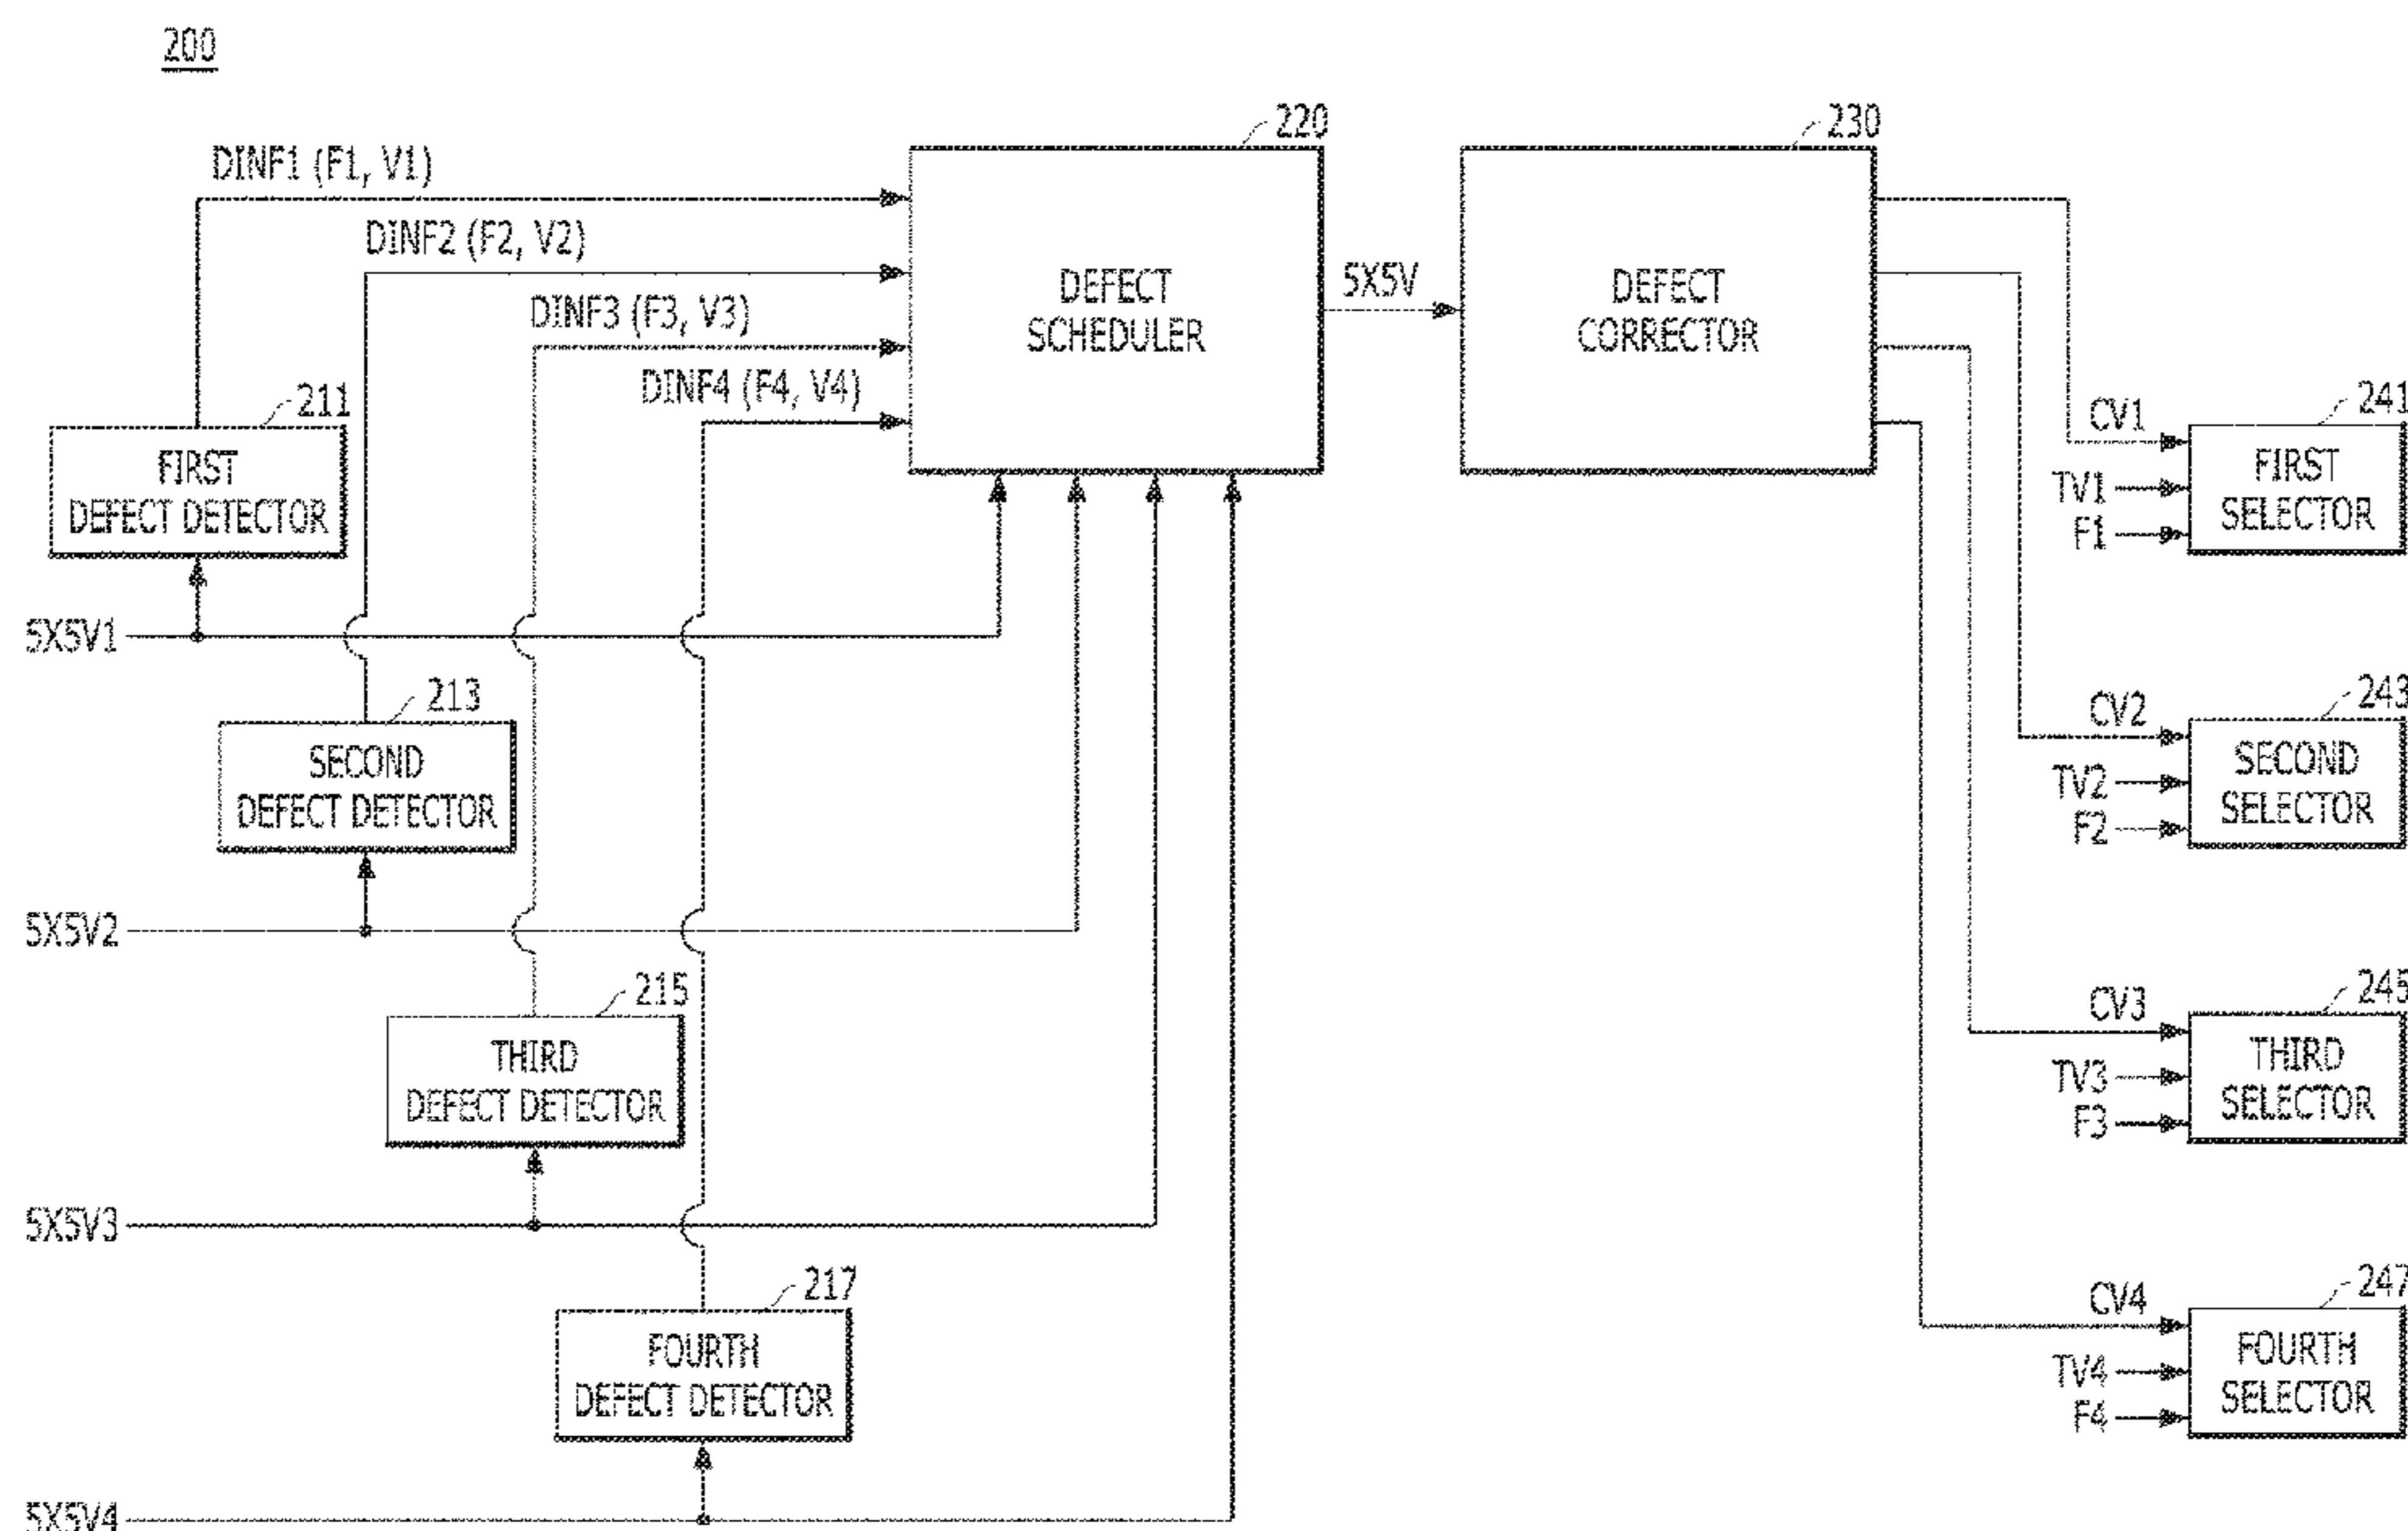 200
220
230
DINF1 (F1, V1)
DINF2 (F2, V2)
DINF3 (F3, V3)
DINF4 (F4, V4)
DEFECT
SCHEDULER
5X5V
DEFECT
CORRECTOR
211
FIRST
DEFECT DETECTOR
5X5V1
213
SECOND
DEFECT DETECTOR
5X5V2
215
THIRD
DEFECT DETECTOR
5X5V3
217
FOURTH
DEFECT DETECTOR
5X5V4
241
CV1
TV1
F1
FIRST
SELECTOR
243
CV2
TV2
F2
SECOND
SELECTOR
245
CV3
TV3
F3
THIRD
SELECTOR
247
CV4
TV4
F4
FOURTH
SELECTOR